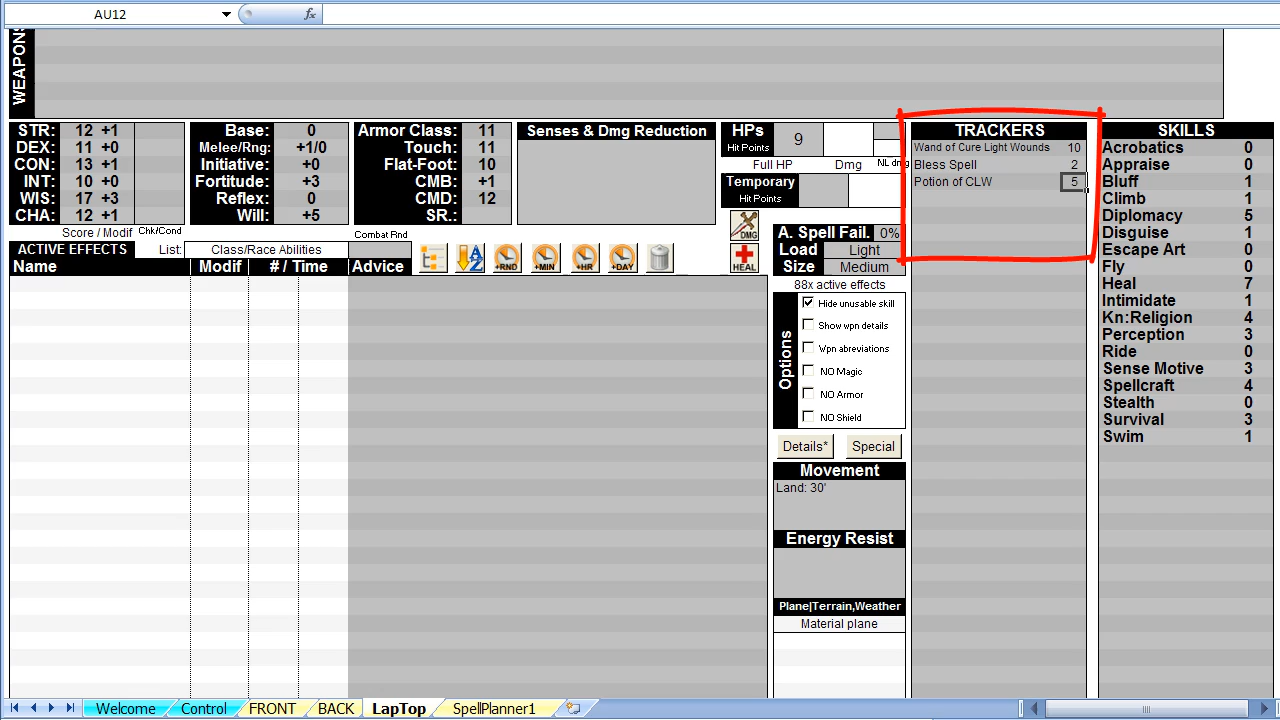 AU12
fx
WEAPONS
STR: 12 +1
DEX: 11 +0
CON: 13 +1
INT: 10 +0
WIS: 17 +3
CHA: 12 +1
Score / Modif Chk/Cond
Base: 0
Melee/Rng: +1/0
Initiative: +0
Fortitude: +3
Reflex: 0
Will: +5
Armor Class: 11
Touch: 11
Flat-Foot: 10
CMB: +1
CMD: 12
SR.:
Combat Rnd
Senses & Dmg Reduction
HPs 9
Hit Points
Full HP Dmg NL dmg
Temporary
Hit Points
DMG
HEAL
A. Spell Fail. 0%
Load Light
Size Medium
88x active effects
ACTIVE EFFECTS List: Class/Race Abilities
Name Modif # / Time Advice
+RND +MIN +HR +DAY
Options
Hide unusable skill
Show wpn details
Wpn abreviations
NO Magic
NO Armor
NO Shield
Details* Special
Movement
Land: 30'
Energy Resist
Plane|Terrain,Weather
Material plane
TRACKERS
Wand of Cure Light Wounds 10
Bless Spell 2
Potion of CLW 5
SKILLS
Acrobatics 0
Appraise 0
Bluff 1
Climb 1
Diplomacy 5
Disguise 1
Escape Art 0
Fly 0
Heal 7
Intimidate 1
Kn:Religion 4
Perception 3
Ride 0
Sense Motive 3
Spellcraft 4
Stealth 0
Survival 3
Swim 1
Welcome Control FRONT BACK LapTop SpellPlanner1